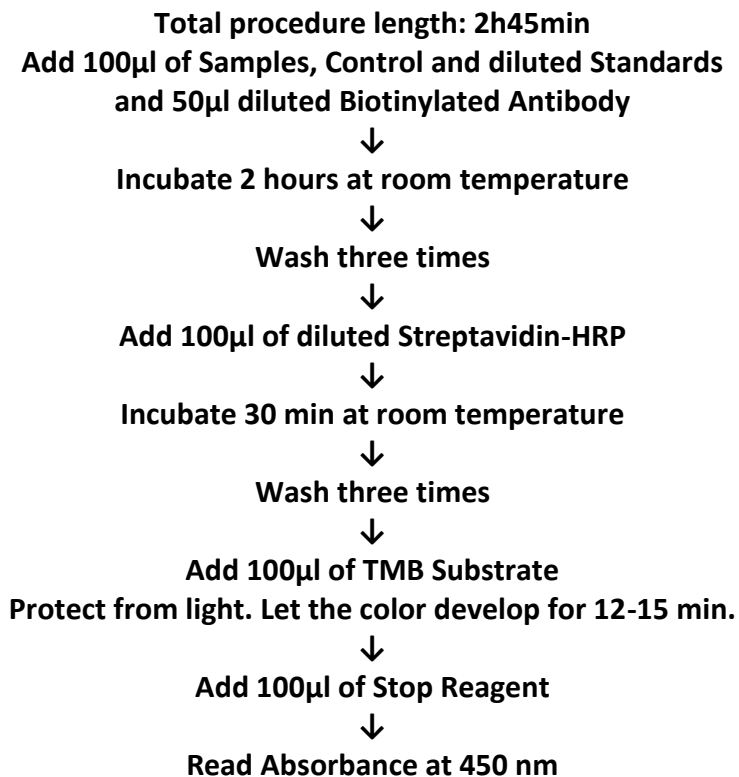 Total procedure length: 2h45min
Add 100µl of Samples, Control and diluted Standards
and 50µl diluted Biotinylated Antibody
↓
Incubate 2 hours at room temperature
↓
Wash three times
↓
Add 100µl of diluted Streptavidin-HRP
↓
Incubate 30 min at room temperature
↓
Wash three times
↓
Add 100µl of TMB Substrate
Protect from light. Let the color develop for 12-15 min.
↓
Add 100µl of Stop Reagent
↓
Read Absorbance at 450 nm